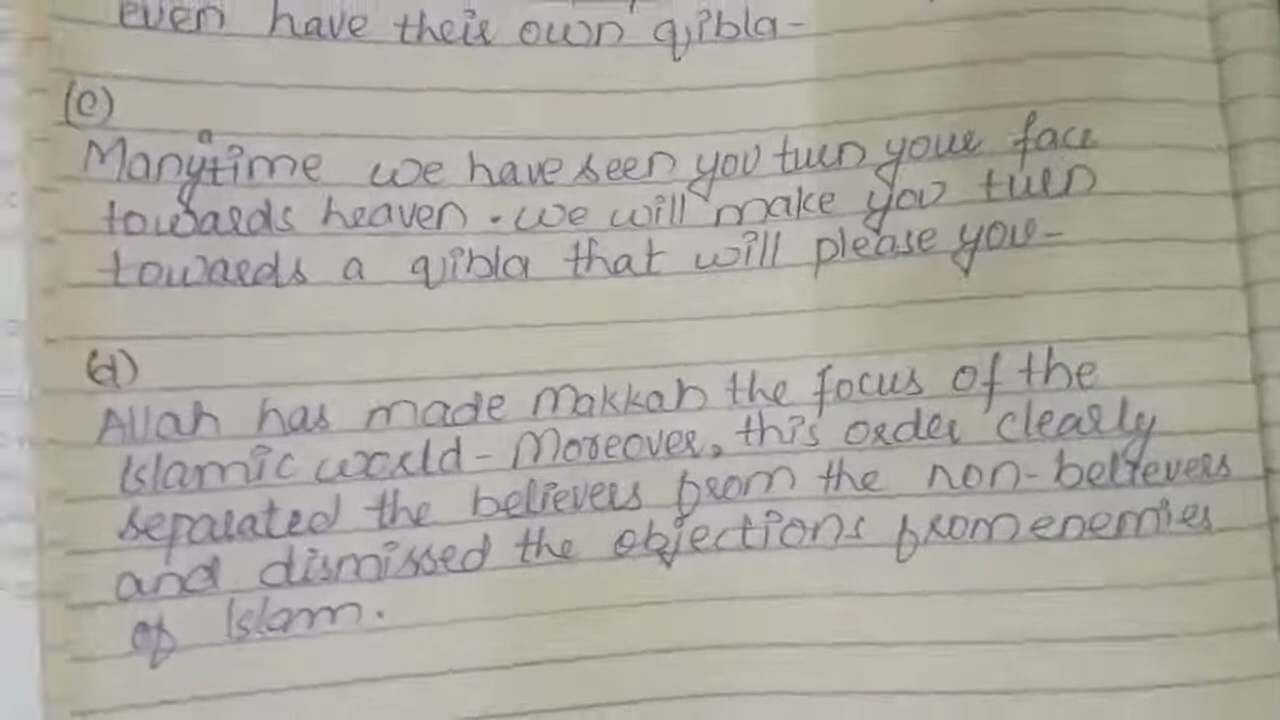 even have their own qibla-
(c)
Many a time we have seen you turn your face
towards heaven. we will make you turn
towards a qibla that will please you-
(d)
Allah has made Makkah the focus of the
Islamic world - Moreover, this order clearly
separated the believers from the non-believers
and dismissed the objections from enemies
of Islam.